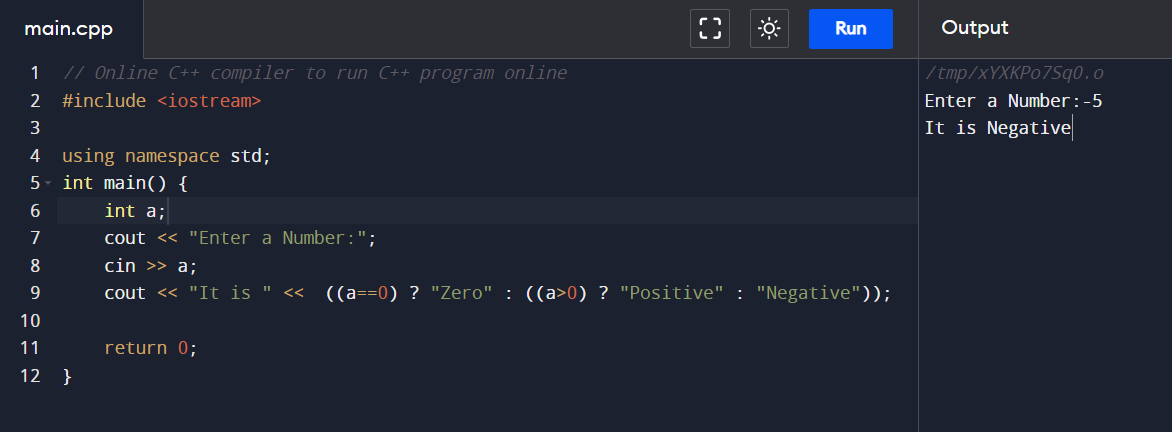 main.cpp
Run
Output
1 // Online C++ compiler to run C++ program online
2 #include <iostream>
3
4 using namespace std;
5 int main() {
6     int a;
7     cout << "Enter a Number:";
8     cin >> a;
9     cout << "It is " <<  ((a==0) ? "Zero" : ((a>0) ? "Positive" : "Negative"));
10
11     return 0;
12 }
/tmp/xYXKPo7SqO.o
Enter a Number:-5
It is Negative